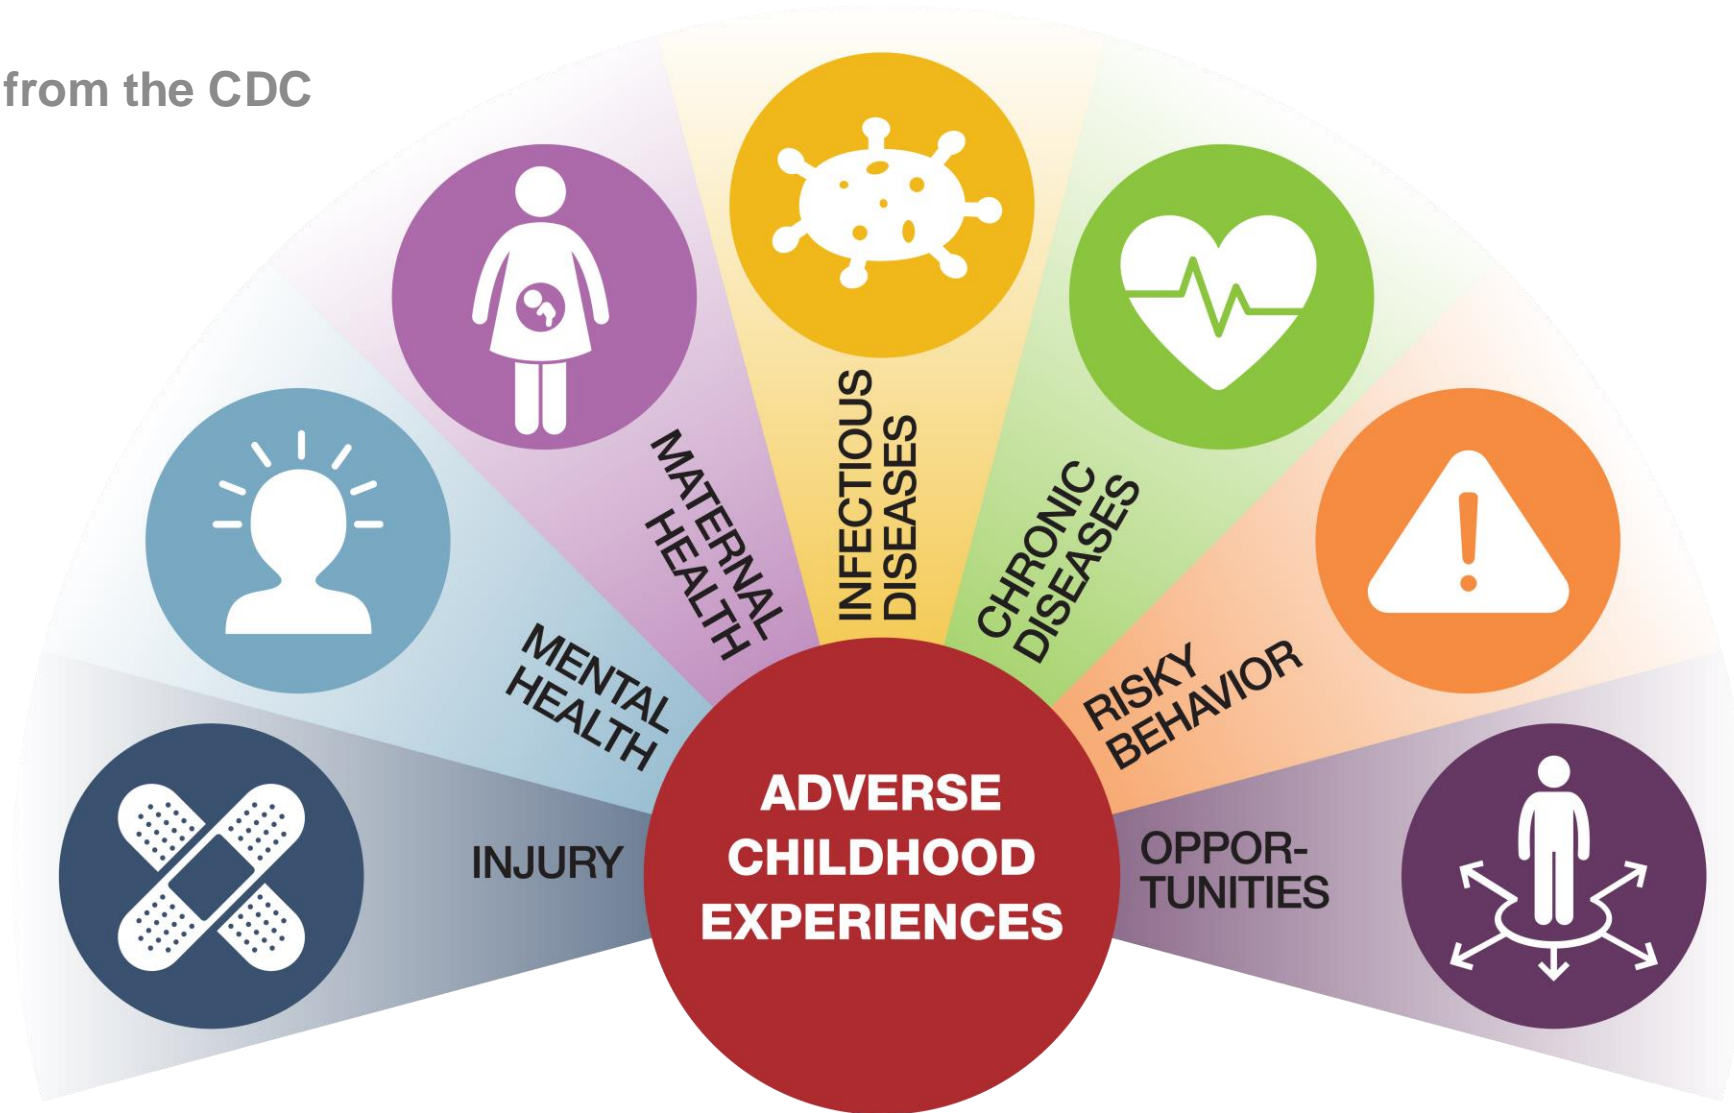 from the CDC
INJURY
MENTAL
HEALTH
MATERNAL
HEALTH
INFECTIOUS
DISEASES
CHRONIC
DISEASES
RISKY
BEHAVIOR
OPPOR-
TUNITIES
ADVERSE
CHILDHOOD
EXPERIENCES